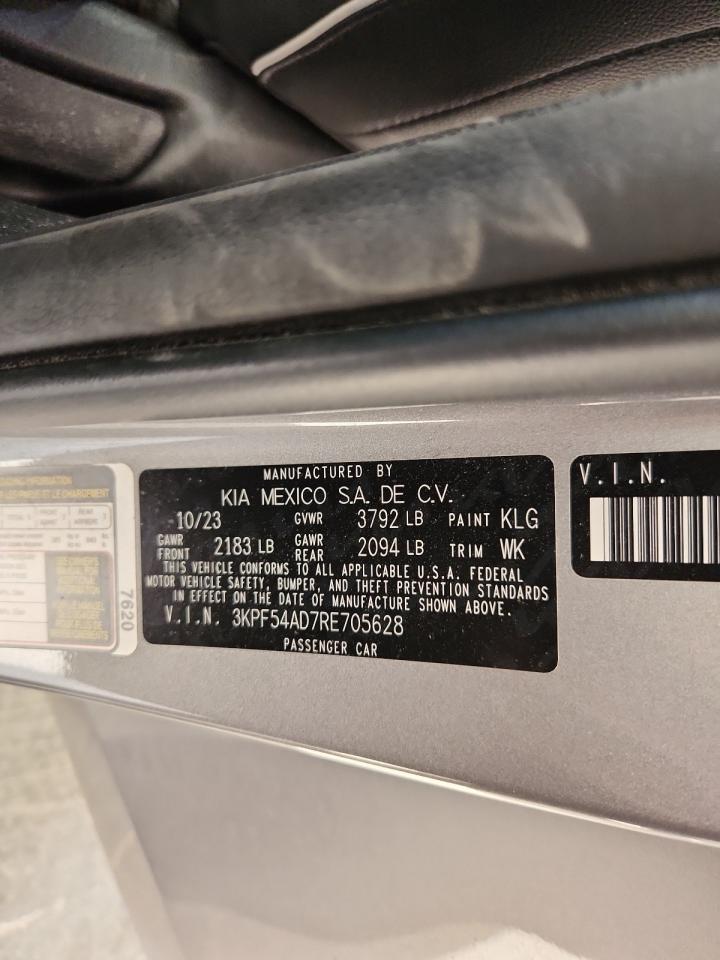 MANUFACTURED BY
KIA MEXICO S.A. DE C.V.
10/23 GVWR 3792 LB PAINT KLG
GAWR FRONT 2183 LB GAWR REAR 2094 LB TRIM WK
THIS VEHICLE CONFORMS TO ALL APPLICABLE U.S.A. FEDERAL
MOTOR VEHICLE SAFETY, BUMPER, AND THEFT PREVENTION STANDARDS
IN EFFECT ON THE DATE OF MANUFACTURE SHOWN ABOVE.
V.I.N. 3KPF54AD7RE705628
PASSENGER CAR
V.I.N.
7620